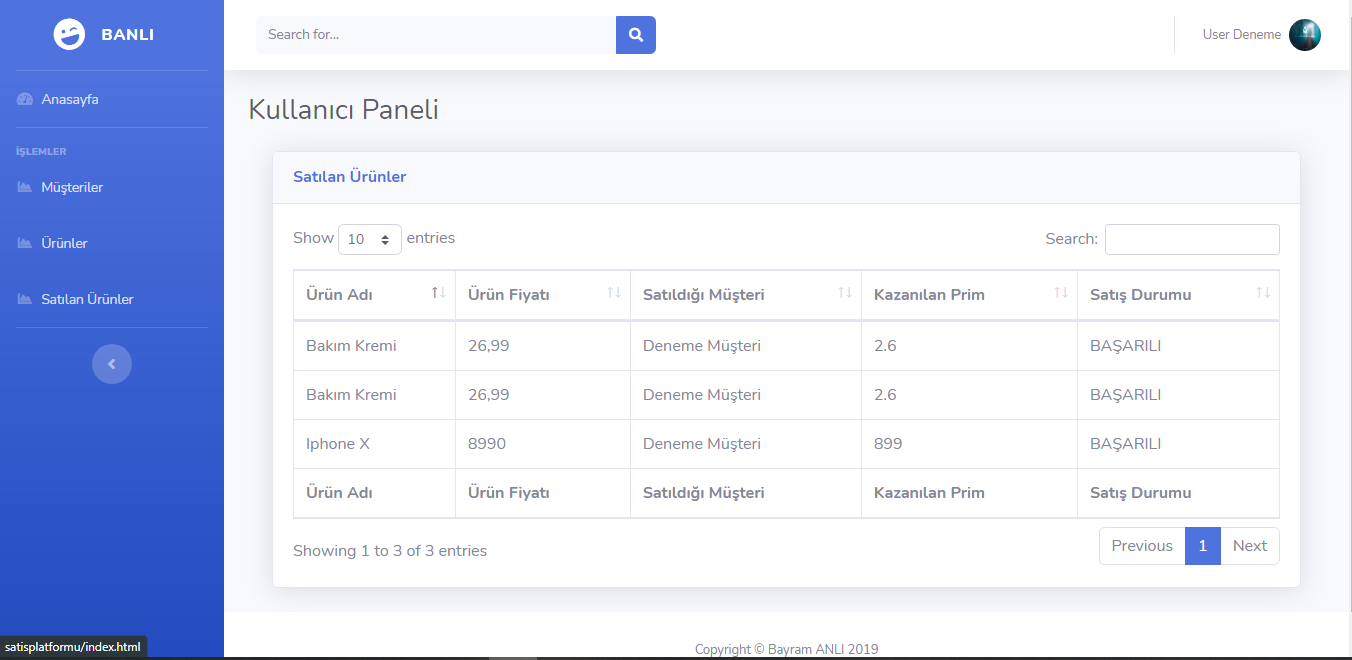 BANLI
Search for...
User Deneme
Anasayfa
İŞLEMLER
Müşteriler
Ürünler
Satılan Ürünler
Kullanıcı Paneli
Satılan Ürünler
Show 10 entries Search:
Ürün Adı Ürün Fiyatı Satıldığı Müşteri Kazanılan Prim Satış Durumu
Bakım Kremi 26,99 Deneme Müşteri 2.6 BAŞARILI
Bakım Kremi 26,99 Deneme Müşteri 2.6 BAŞARILI
Iphone X 8990 Deneme Müşteri 899 BAŞARILI
Ürün Adı Ürün Fiyatı Satıldığı Müşteri Kazanılan Prim Satış Durumu
Showing 1 to 3 of 3 entries Previous 1 Next
satisplatformu/index.html
Copyright © Bayram ANLI 2019